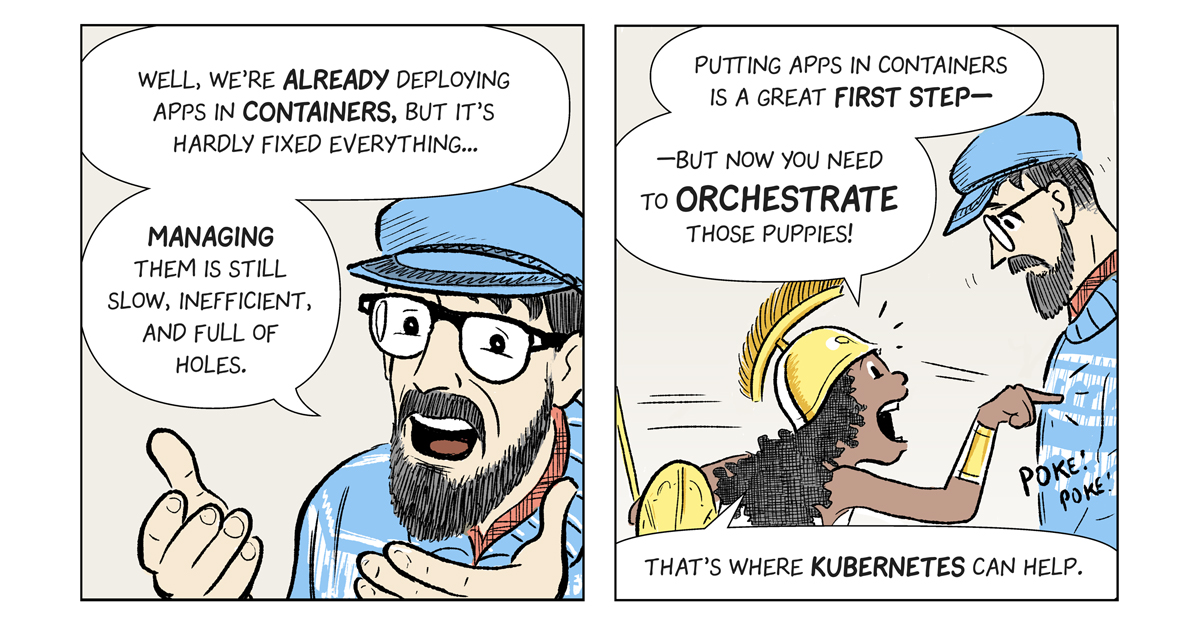 WELL, WE'RE ALREADY DEPLOYING
APPS IN CONTAINERS, BUT IT'S
HARDLY FIXED EVERYTHING...
MANAGING
THEM IS STILL
SLOW, INEFFICIENT,
AND FULL OF
HOLES.
PUTTING APPS IN CONTAINERS
IS A GREAT FIRST STEP—
—BUT NOW YOU NEED
TO ORCHESTRATE
THOSE PUPPIES!
POKE!
POKE!
THAT'S WHERE KUBERNETES CAN HELP.